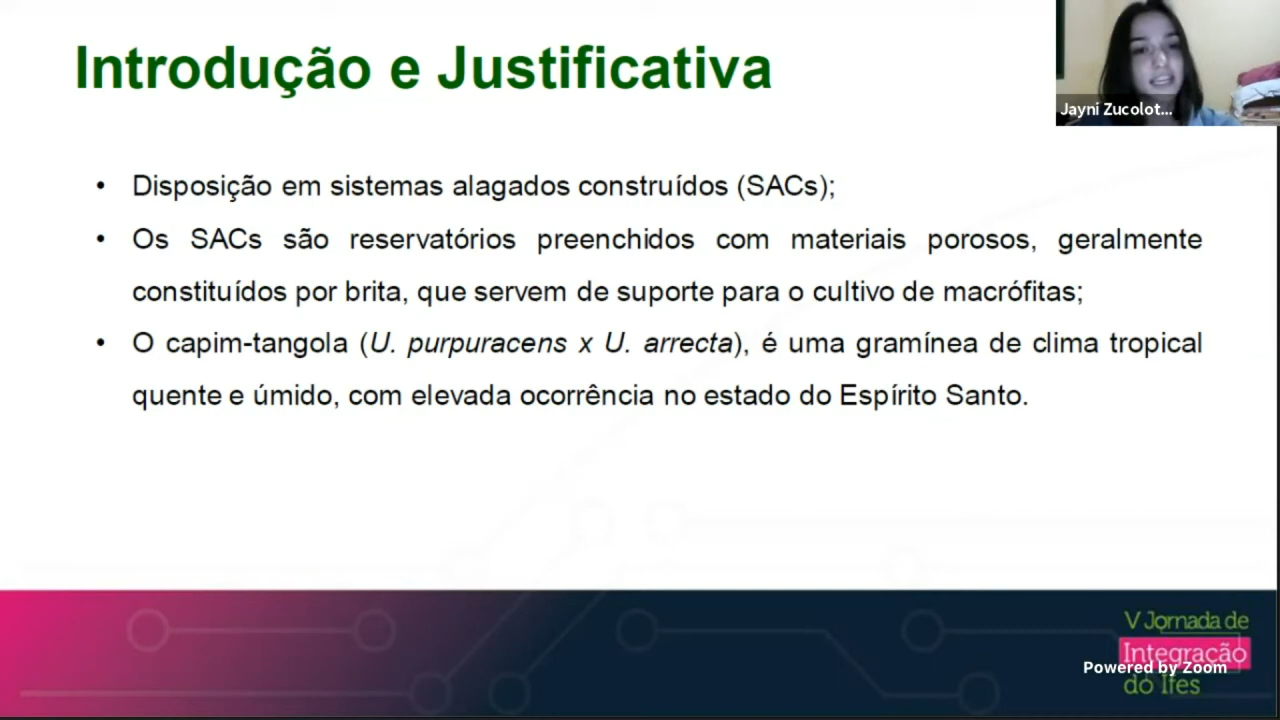 Introdução e Justificativa
Jayni Zucolot...
• Disposição em sistemas alagados construídos (SACs);
• Os SACs são reservatórios preenchidos com materiais porosos, geralmente
constituídos por brita, que servem de suporte para o cultivo de macrófitas;
• O capim-tangola (U. purpuracens x U. arrecta), é uma gramínea de clima tropical
quente e úmido, com elevada ocorrência no estado do Espírito Santo.
V Jornada de
Integração
Powered by Zoom
do Ifes